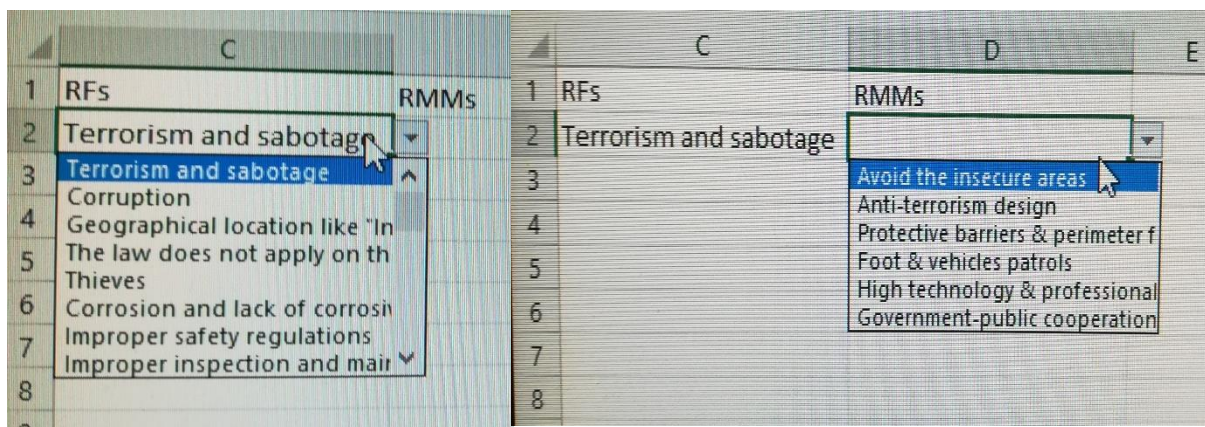 C
1 RFs RMMs
2 Terrorism and sabotage
3 Terrorism and sabotage
Corruption
4 Geographical location like "In
5 The law does not apply on th
Thieves
6 Corrosion and lack of corrosiv
7 Improper safety regulations
Improper inspection and main
8
C D E
1 RFs RMMs
2 Terrorism and sabotage
3 Avoid the insecure areas
4 Anti-terrorism design
Protective barriers & perimeter f
5 Foot & vehicles patrols
6 High technology & professional
Government-public cooperation
7
8